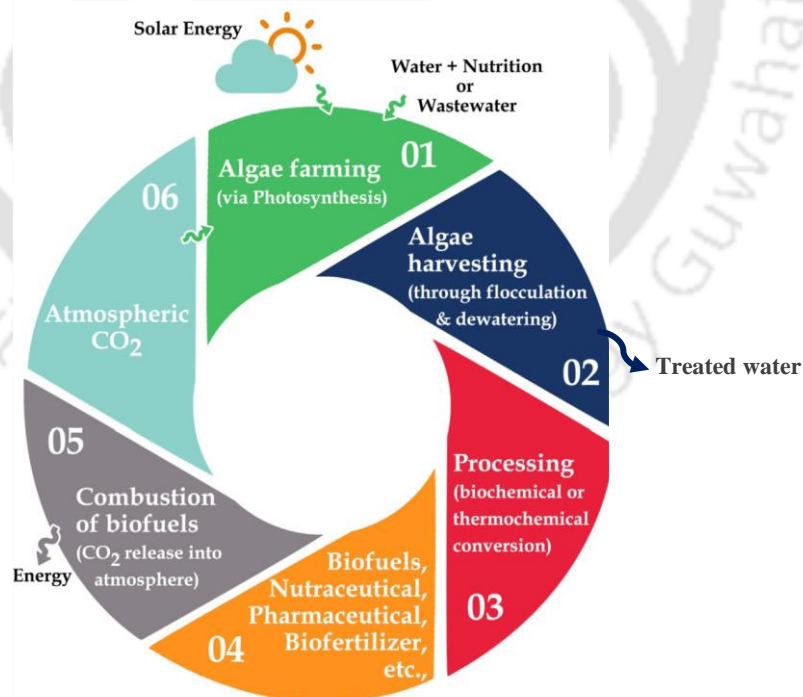 Solar Energy
Water + Nutrition
or
Wastewater
01
Algae farming
(via Photosynthesis)
Algae
harvesting
(through flocculation
& dewatering)
02
Treated water
Processing
(biochemical or
thermochemical
conversion)
03
Biofuels,
Nutraceutical,
Pharmaceutical,
Biofertilizer,
etc.,
04
05
Combustion
of biofuels
(CO2 release into
atmosphere)
Energy
06
Atmospheric
CO2
y Guwahat